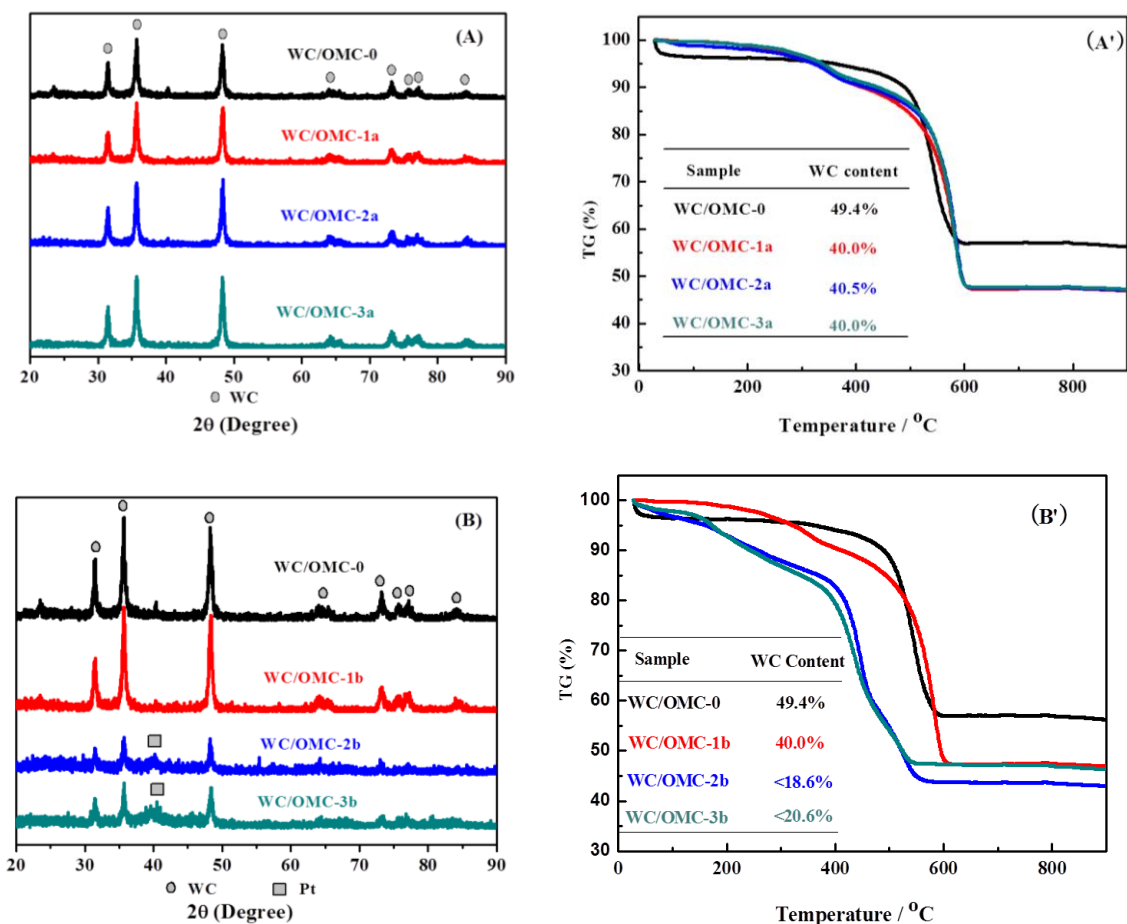 (A)
WC/OMC-0
WC/OMC-1a
WC/OMC-2a
WC/OMC-3a
20 30 40 50 60 70 80 90
WC
2θ (Degree)
(A')
100
90
80
70
60
50
40
30
TG (%)
Sample WC content
WC/OMC-0 49.4%
WC/OMC-1a 40.0%
WC/OMC-2a 40.5%
WC/OMC-3a 40.0%
0 200 400 600 800
Temperature / °C
(B)
WC/OMC-0
WC/OMC-1b
WC/OMC-2b
WC/OMC-3b
20 30 40 50 60 70 80 90
WC Pt
2θ (Degree)
(B')
100
90
80
70
60
50
40
30
TG (%)
Sample WC Content
WC/OMC-0 49.4%
WC/OMC-1b 40.0%
WC/OMC-2b <18.6%
WC/OMC-3b <20.6%
0 200 400 600 800
Temperature / °C